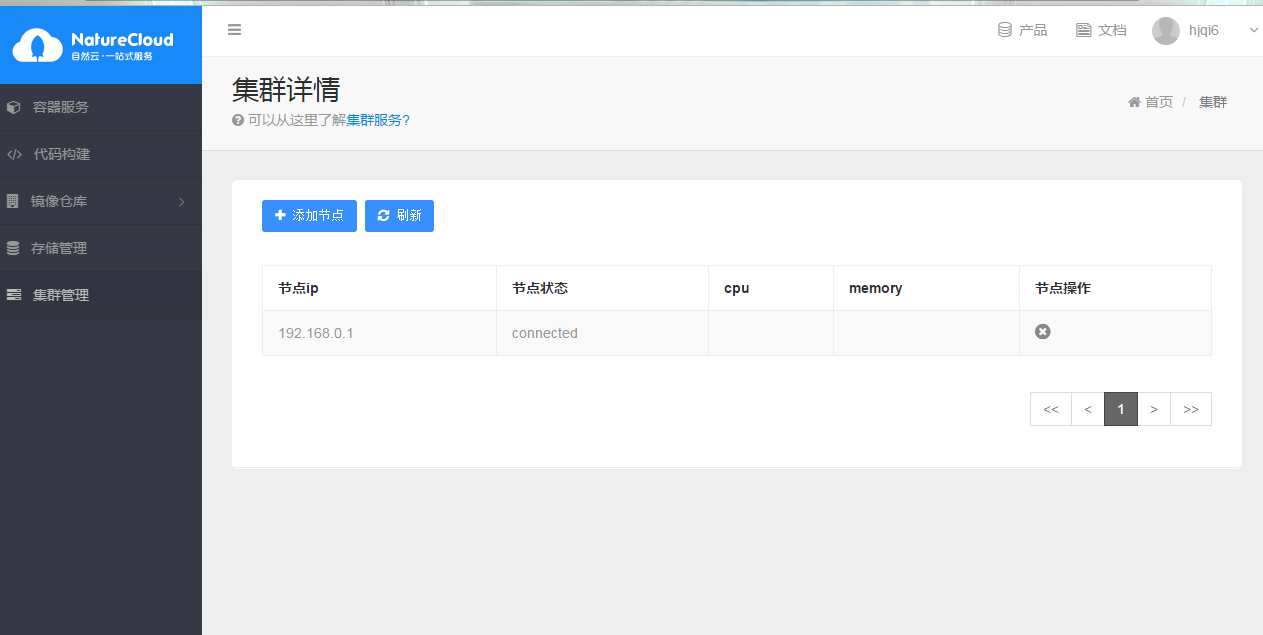 NatureCloud
自然云·一站式服务
产品
文档
hjqi6
容器服务
代码构建
镜像仓库
存储管理
集群管理
集群详情
可以从这里了解集群服务?
首页 / 集群
添加节点
刷新
节点ip 节点状态 cpu memory 节点操作
192.168.0.1 connected
<< < 1 > >>